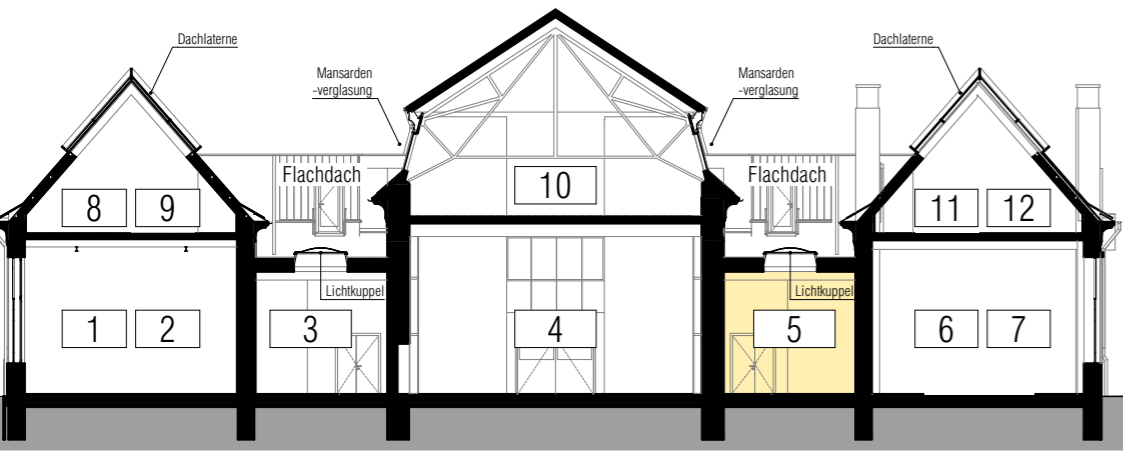 Dachlaterne
Mansarden
-verglasung
Mansarden
-verglasung
Dachlaterne
Flachdach
Flachdach
8 9
10
11 12
Lichtkuppel
Lichtkuppel
1 2
3
4
5
6 7